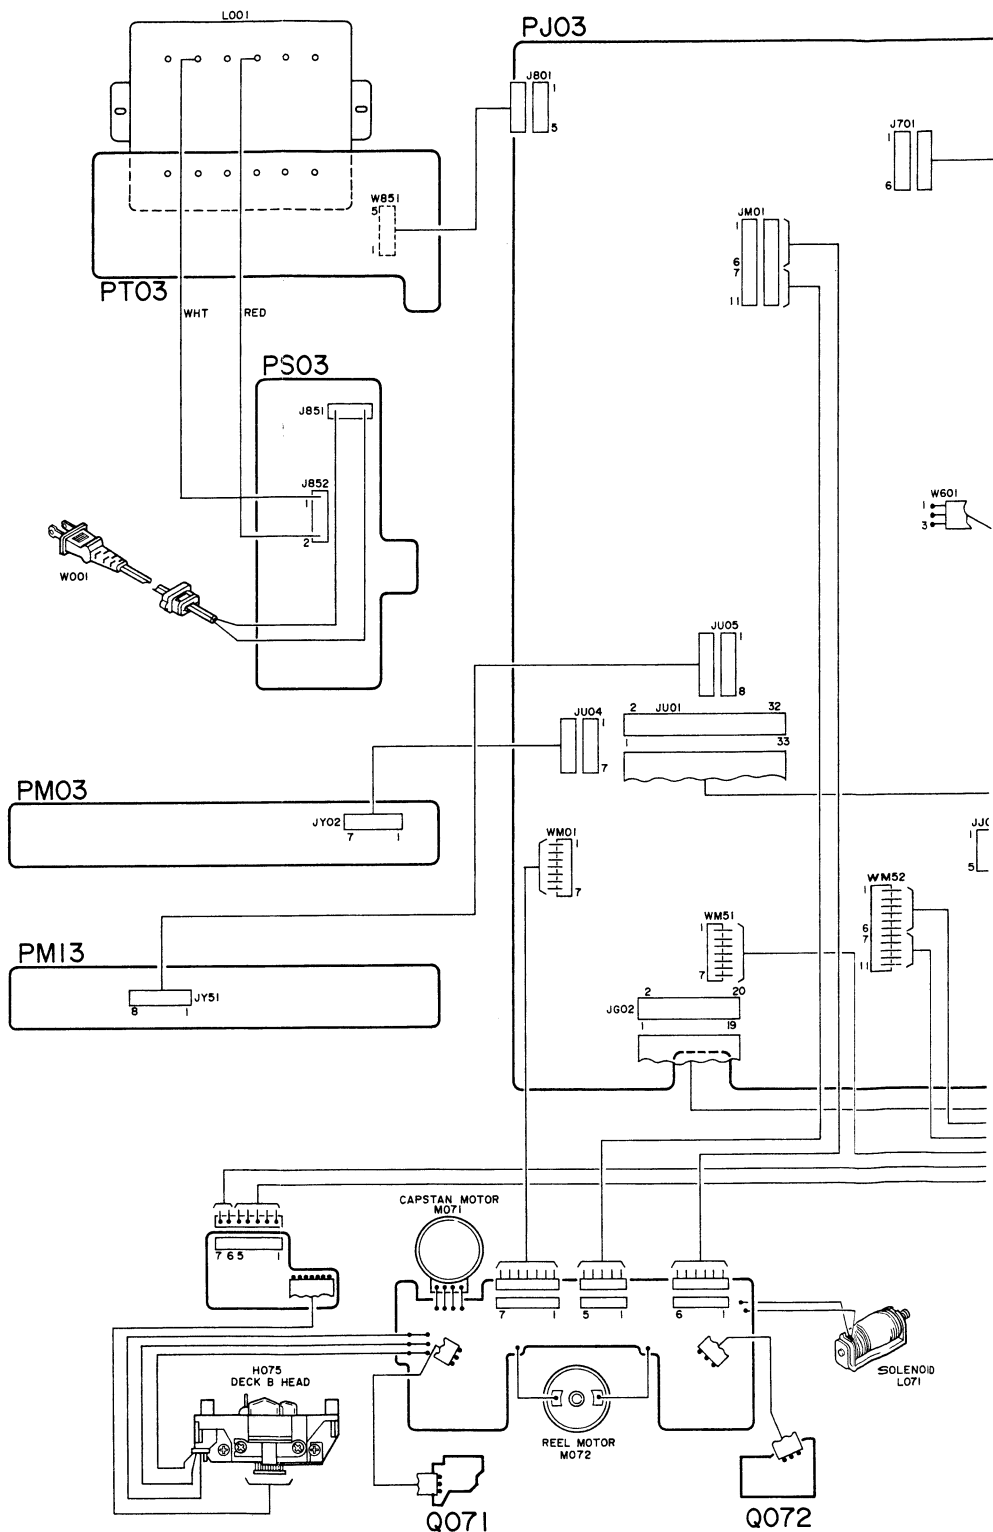 L001
PJ03
J801
1
5
J701
1
6
W851
5
1
JM01
1
6
7
11
PT03
WHT
RED
PS03
J851
J852
1
2
W001
W601
1
3
JU05
1
8
JU04
1
7
2 JU01 32
1 33
PM03
JY02
7 1
WM01
1
7
JJ0
1
5
WM52
1
6
7
11
WM51
1
7
PM13
JY51
8 1
2 20
JG02
1 19
CAPSTAN MOTOR
M071
7 6 5 1
7 1
5 1
6 1
SOLENOID
L071
H075
DECK B HEAD
REEL MOTOR
M072
Q071
Q072